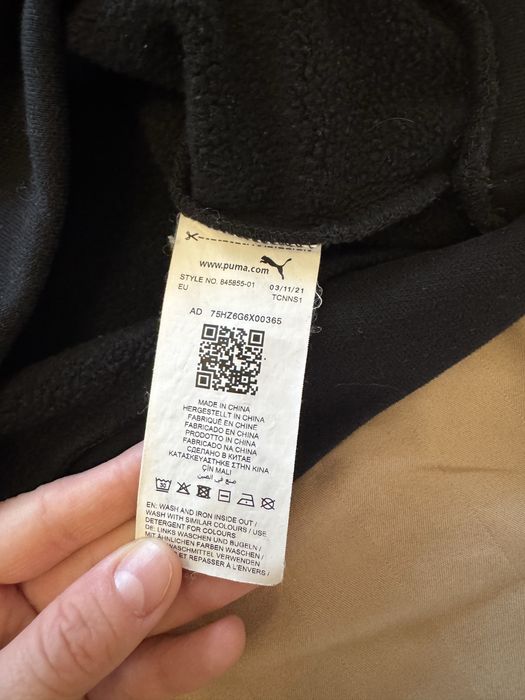 www.puma.com
STYLE NO. 845855-01 03/11/21
EU TCNNS1
AD 75HZ6G6X00365
MADE IN CHINA
HERGESTELLT IN CHINA
FABRIQUÉ EN CHINE
FABRICADO EN CHINA
PRODOTTO IN CHINA
FABRICADO NA CHINA
СДЕЛАНО В КИТАЕ
ΚΑΤΑΣΚΕΥΑΣΤΗΚΕ ΣΤΗΝ ΚΙΝΑ
ÇİN MALI
صنع في الصين
30
EN: WASH AND IRON INSIDE OUT /
WASH WITH SIMILAR COLOURS / USE
DETERGENT FOR COLOURS
DE: LINKS WASCHEN UND BÜGELN /
MIT ÄHNLICHEN FARBEN WASCHEN /
WASCHMITTEL VERWENDEN
ET REPASSER À L'ENVERS /